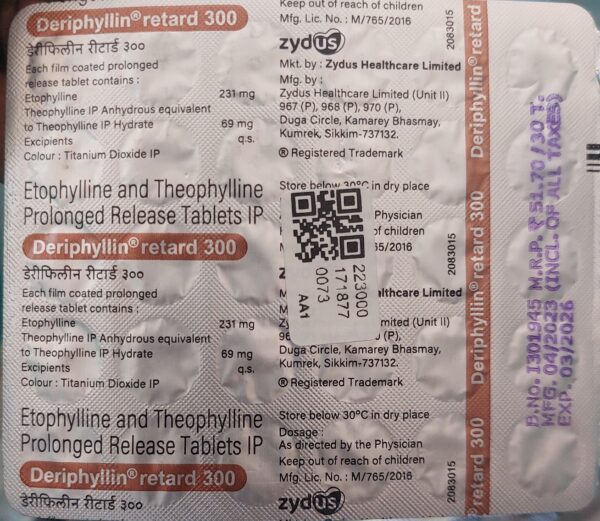 Deriphyllin® retard 300
डेरीफिलीन रीटार्ड ३००
Each film coated prolonged
release tablet contains :
Etophylline 231 mg
Theophylline IP Anhydrous equivalent
to Theophylline IP Hydrate 69 mg
Excipients q.s.
Colour : Titanium Dioxide IP
Etophylline and Theophylline
Prolonged Release Tablets IP
Deriphyllin® retard 300
डेरीफिलीन रीटार्ड ३००
Each film coated prolonged
release tablet contains :
Etophylline 231 mg
Theophylline IP Anhydrous equivalent
to Theophylline IP Hydrate 69 mg
Excipients q.s.
Colour : Titanium Dioxide IP
Etophylline and Theophylline
Prolonged Release Tablets IP
Deriphyllin® retard 300
डेरीफिलीन रीटार्ड ३००
Keep out of reach of children
Mfg. Lic. No. : M/765/2016
zydus
Mkt. by : Zydus Healthcare Limited
Mfg. by :
Zydus Healthcare Limited (Unit II)
967 (P), 968 (P), 970 (P),
Duga Circle, Kamarey Bhasmay,
Kumrek, Sikkim-737132.
® Registered Trademark
Store below 30°C in dry place
Physician
of children
65/2016
lthcare Limited
mited (Unit II)
(P),
Duga Circle, Kamarey Bhasmay,
Kumrek, Sikkim-737132.
® Registered Trademark
Store below 30°C in dry place
Dosage :
As directed by the Physician
Keep out of reach of children
Mfg. Lic. No. : M/765/2016
zydus
223000
171877
0073
AA1
2083015
2083015
2083015
Deriphyllin® retard
Deriphyllin® retard 300
retard 300
B.No. I301945 M.R.P. ₹ 51.70/30 T.
MFG. 04/2023 (INCL. OF ALL TAXES)
EXP. 03/2026